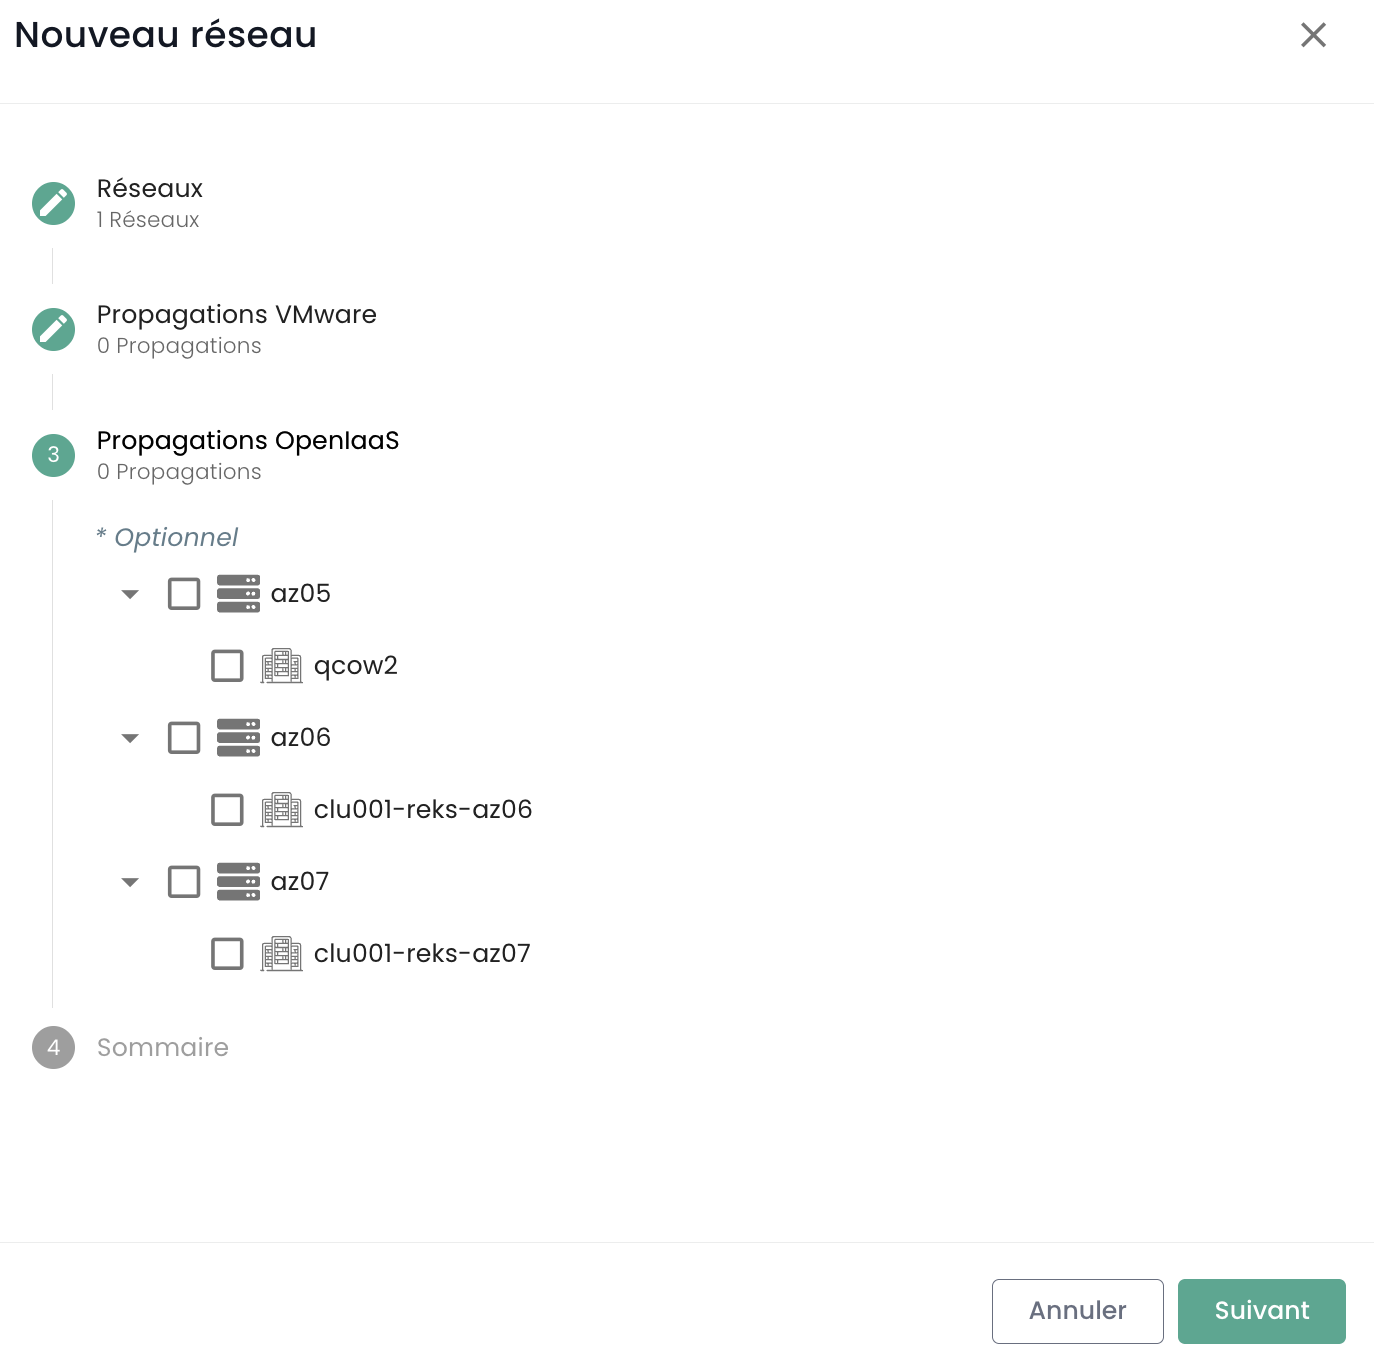 Nouveau réseau
Réseaux
1 Réseaux
Propagations VMware
0 Propagations
3
Propagations OpenIaaS
0 Propagations
* Optionnel
az05
qcow2
az06
clu001-reks-az06
az07
clu001-reks-az07
4
Sommaire
Annuler
Suivant